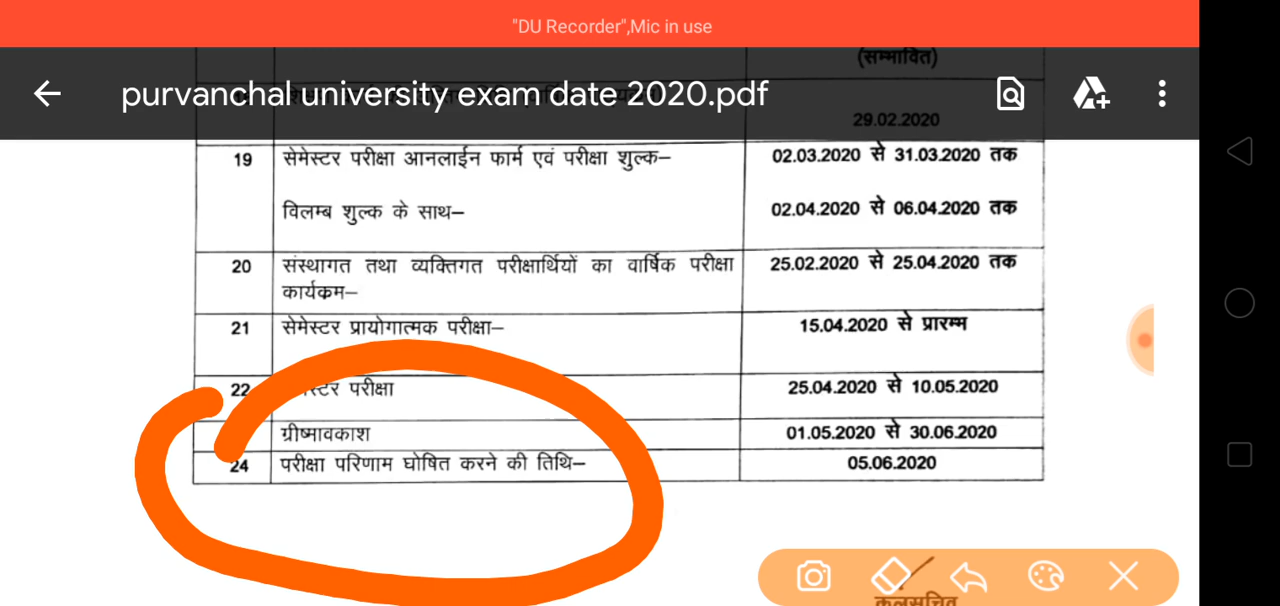 "DU Recorder",Mic in use
(सम्भावित)
purvanchal university exam date 2020.pdf
29.02.2020
19 सेमेस्टर परीक्षा आनलाईन फार्म एवं परीक्षा शुल्क– 02.03.2020 से 31.03.2020 तक
विलम्ब शुल्क के साथ– 02.04.2020 से 06.04.2020 तक
20 संस्थागत तथा व्यक्तिगत परीक्षार्थियों का वार्षिक परीक्षा 25.02.2020 से 25.04.2020 तक
कार्यक्रम–
21 सेमेस्टर प्रायोगात्मक परीक्षा– 15.04.2020 से प्रारम्भ
22 परीक्षा 25.04.2020 से 10.05.2020
ग्रीष्मावकाश 01.05.2020 से 30.06.2020
24 परीक्षा परिणाम घोषित करने की तिथि– 05.06.2020
कुलसचिव